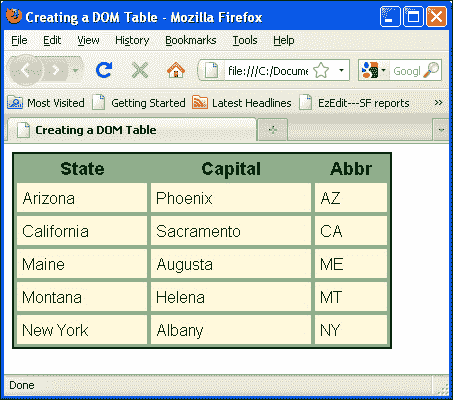 Creating a DOM Table - Mozilla Firefox
File Edit View History Bookmarks Tools Help
file:///C:/Docume Googl
Most Visited Getting Started Latest Headlines EzEdit---SF reports »
Creating a DOM Table
State Capital Abbr
Arizona Phoenix AZ
California Sacramento CA
Maine Augusta ME
Montana Helena MT
New York Albany NY
Done